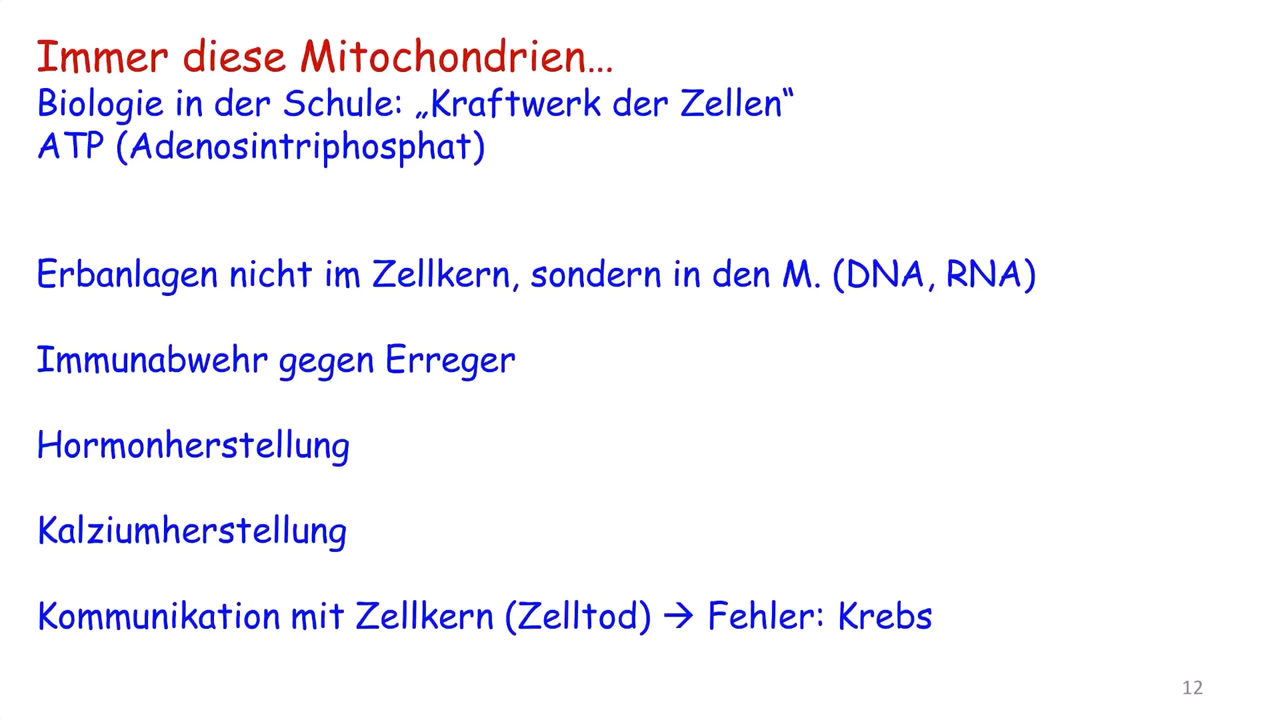 Immer diese Mitochondrien…
Biologie in der Schule: „Kraftwerk der Zellen“
ATP (Adenosintriphosphat)
Erbanlagen nicht im Zellkern, sondern in den M. (DNA, RNA)
Immunabwehr gegen Erreger
Hormonherstellung
Kalziumherstellung
Kommunikation mit Zellkern (Zelltod) → Fehler: Krebs
12